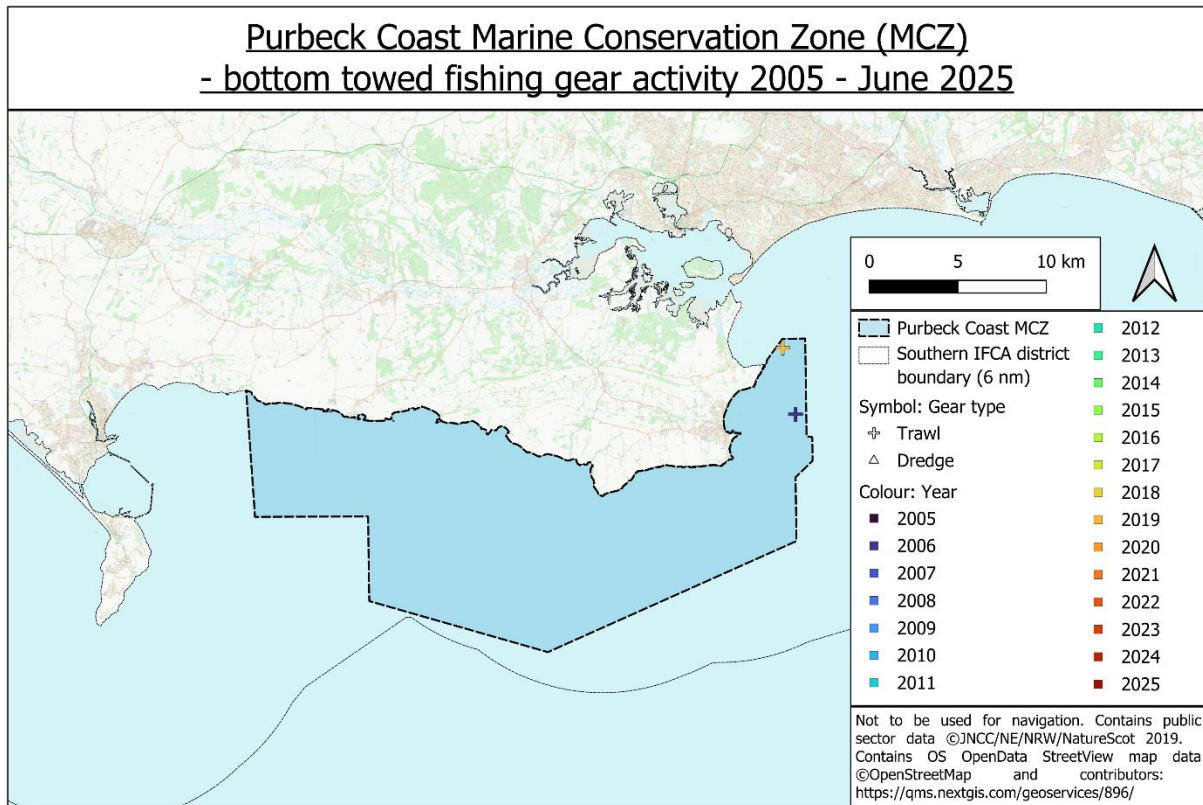 Purbeck Coast Marine Conservation Zone (MCZ)
- bottom towed fishing gear activity 2005 - June 2025
0 5 10 km
Purbeck Coast MCZ
Southern IFCA district
boundary (6 nm)
Symbol: Gear type
Trawl
Dredge
Colour: Year
2005
2006
2007
2008
2009
2010
2011
2012
2013
2014
2015
2016
2017
2018
2019
2020
2021
2022
2023
2024
2025
Not to be used for navigation. Contains public
sector data ©JNCC/NE/NRW/NatureScot 2019.
Contains OS OpenData StreetView map data
©OpenStreetMap and contributors:
https://qms.nextgis.com/geoservices/896/